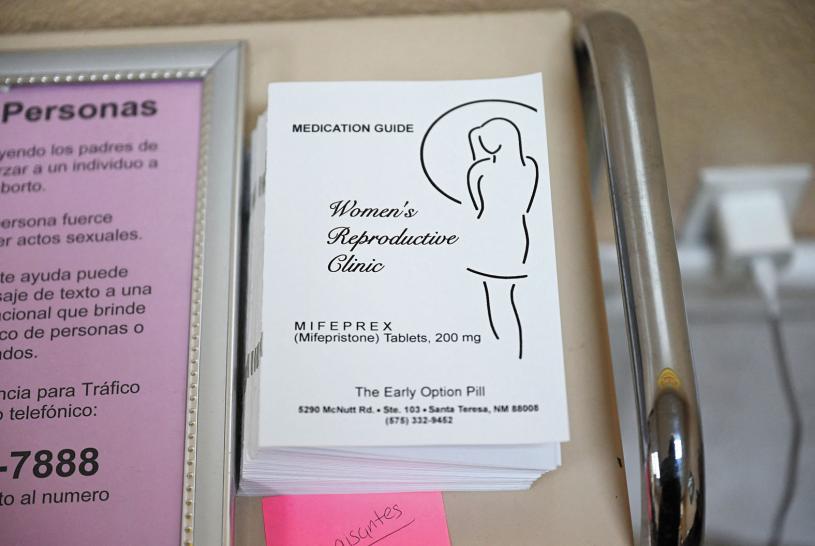 Personas
yendo los padres de
rzar a un individuo a
borto.
ersona fuerce
er actos sexuales.
te ayuda puede
saje de texto a una
acional que brinde
co de personas o
dos.
ncia para Tráfico
o telefónico:
-7888
to al numero
MEDICATION GUIDE
Women's
Reproductive
Clinic
MIFEPREX
(Mifepristone) Tablets, 200 mg
The Early Option Pill
5290 McNutt Rd. • Ste. 103 • Santa Teresa, NM 88008
(575) 332-9452